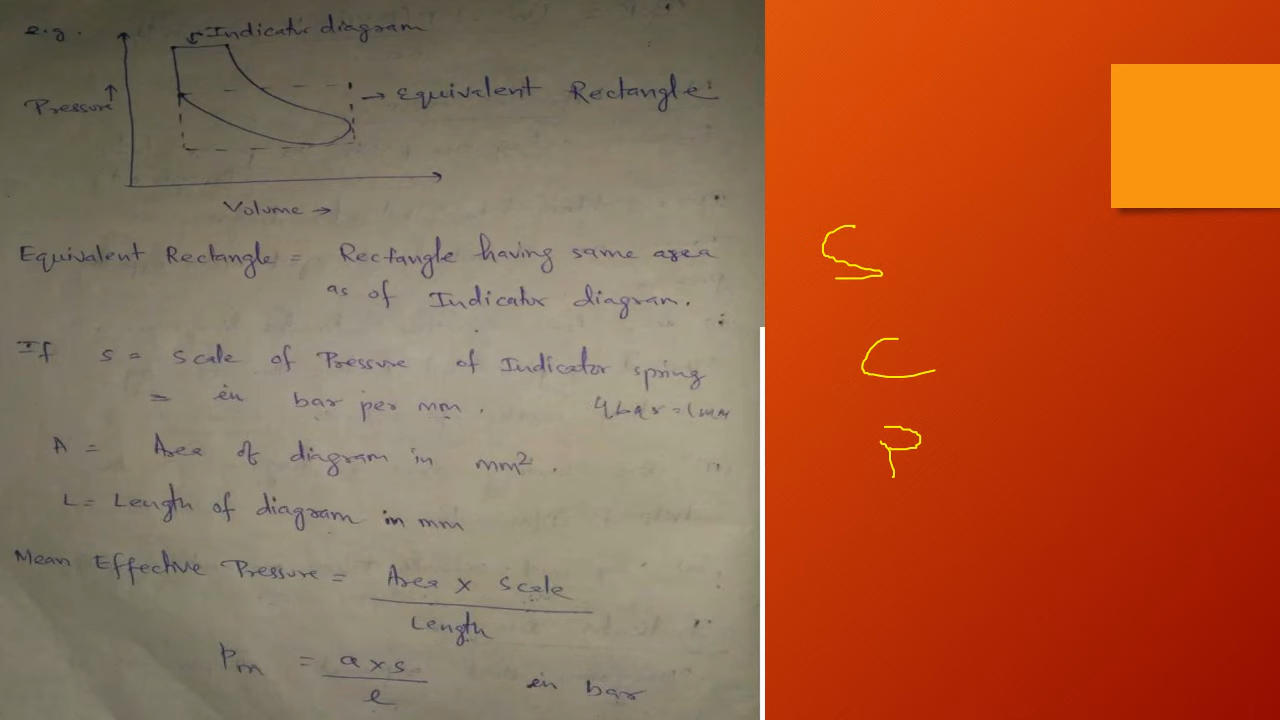 e.g.
Indicator diagram
Pressure
→ Equivalent Rectangle
Volume →
Equivalent Rectangle = Rectangle having same area
as of Indicator diagram.
If s = Scale of Pressure of Indicator spring
= in bar per mm.
4bar = 1mm
A = Area of diagram in mm².
L = Length of diagram in mm
Mean Effective Pressure = Area x Scale
Length
Pm = a x s
l
in bar
S
C
P